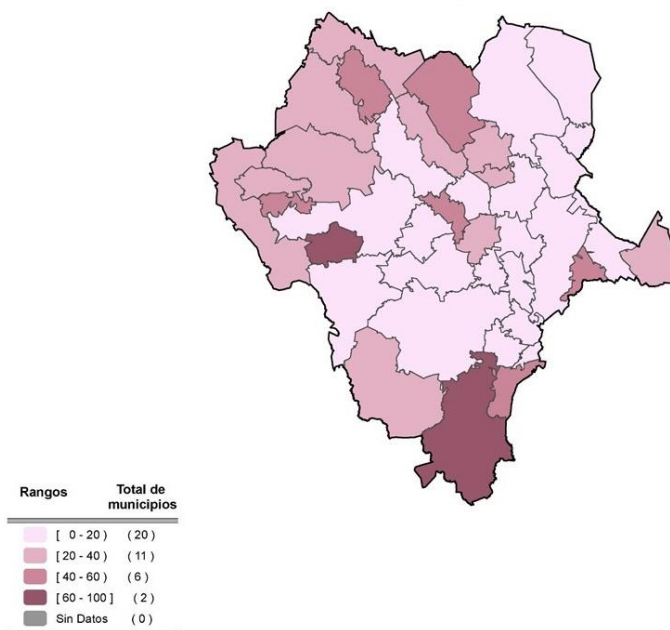 Rangos Total de municipios
[ 0 - 20 ) ( 20 )
[ 20 - 40 ) ( 11 )
[ 40 - 60 ) ( 6 )
[ 60 - 100 ] ( 2 )
Sin Datos ( 0 )